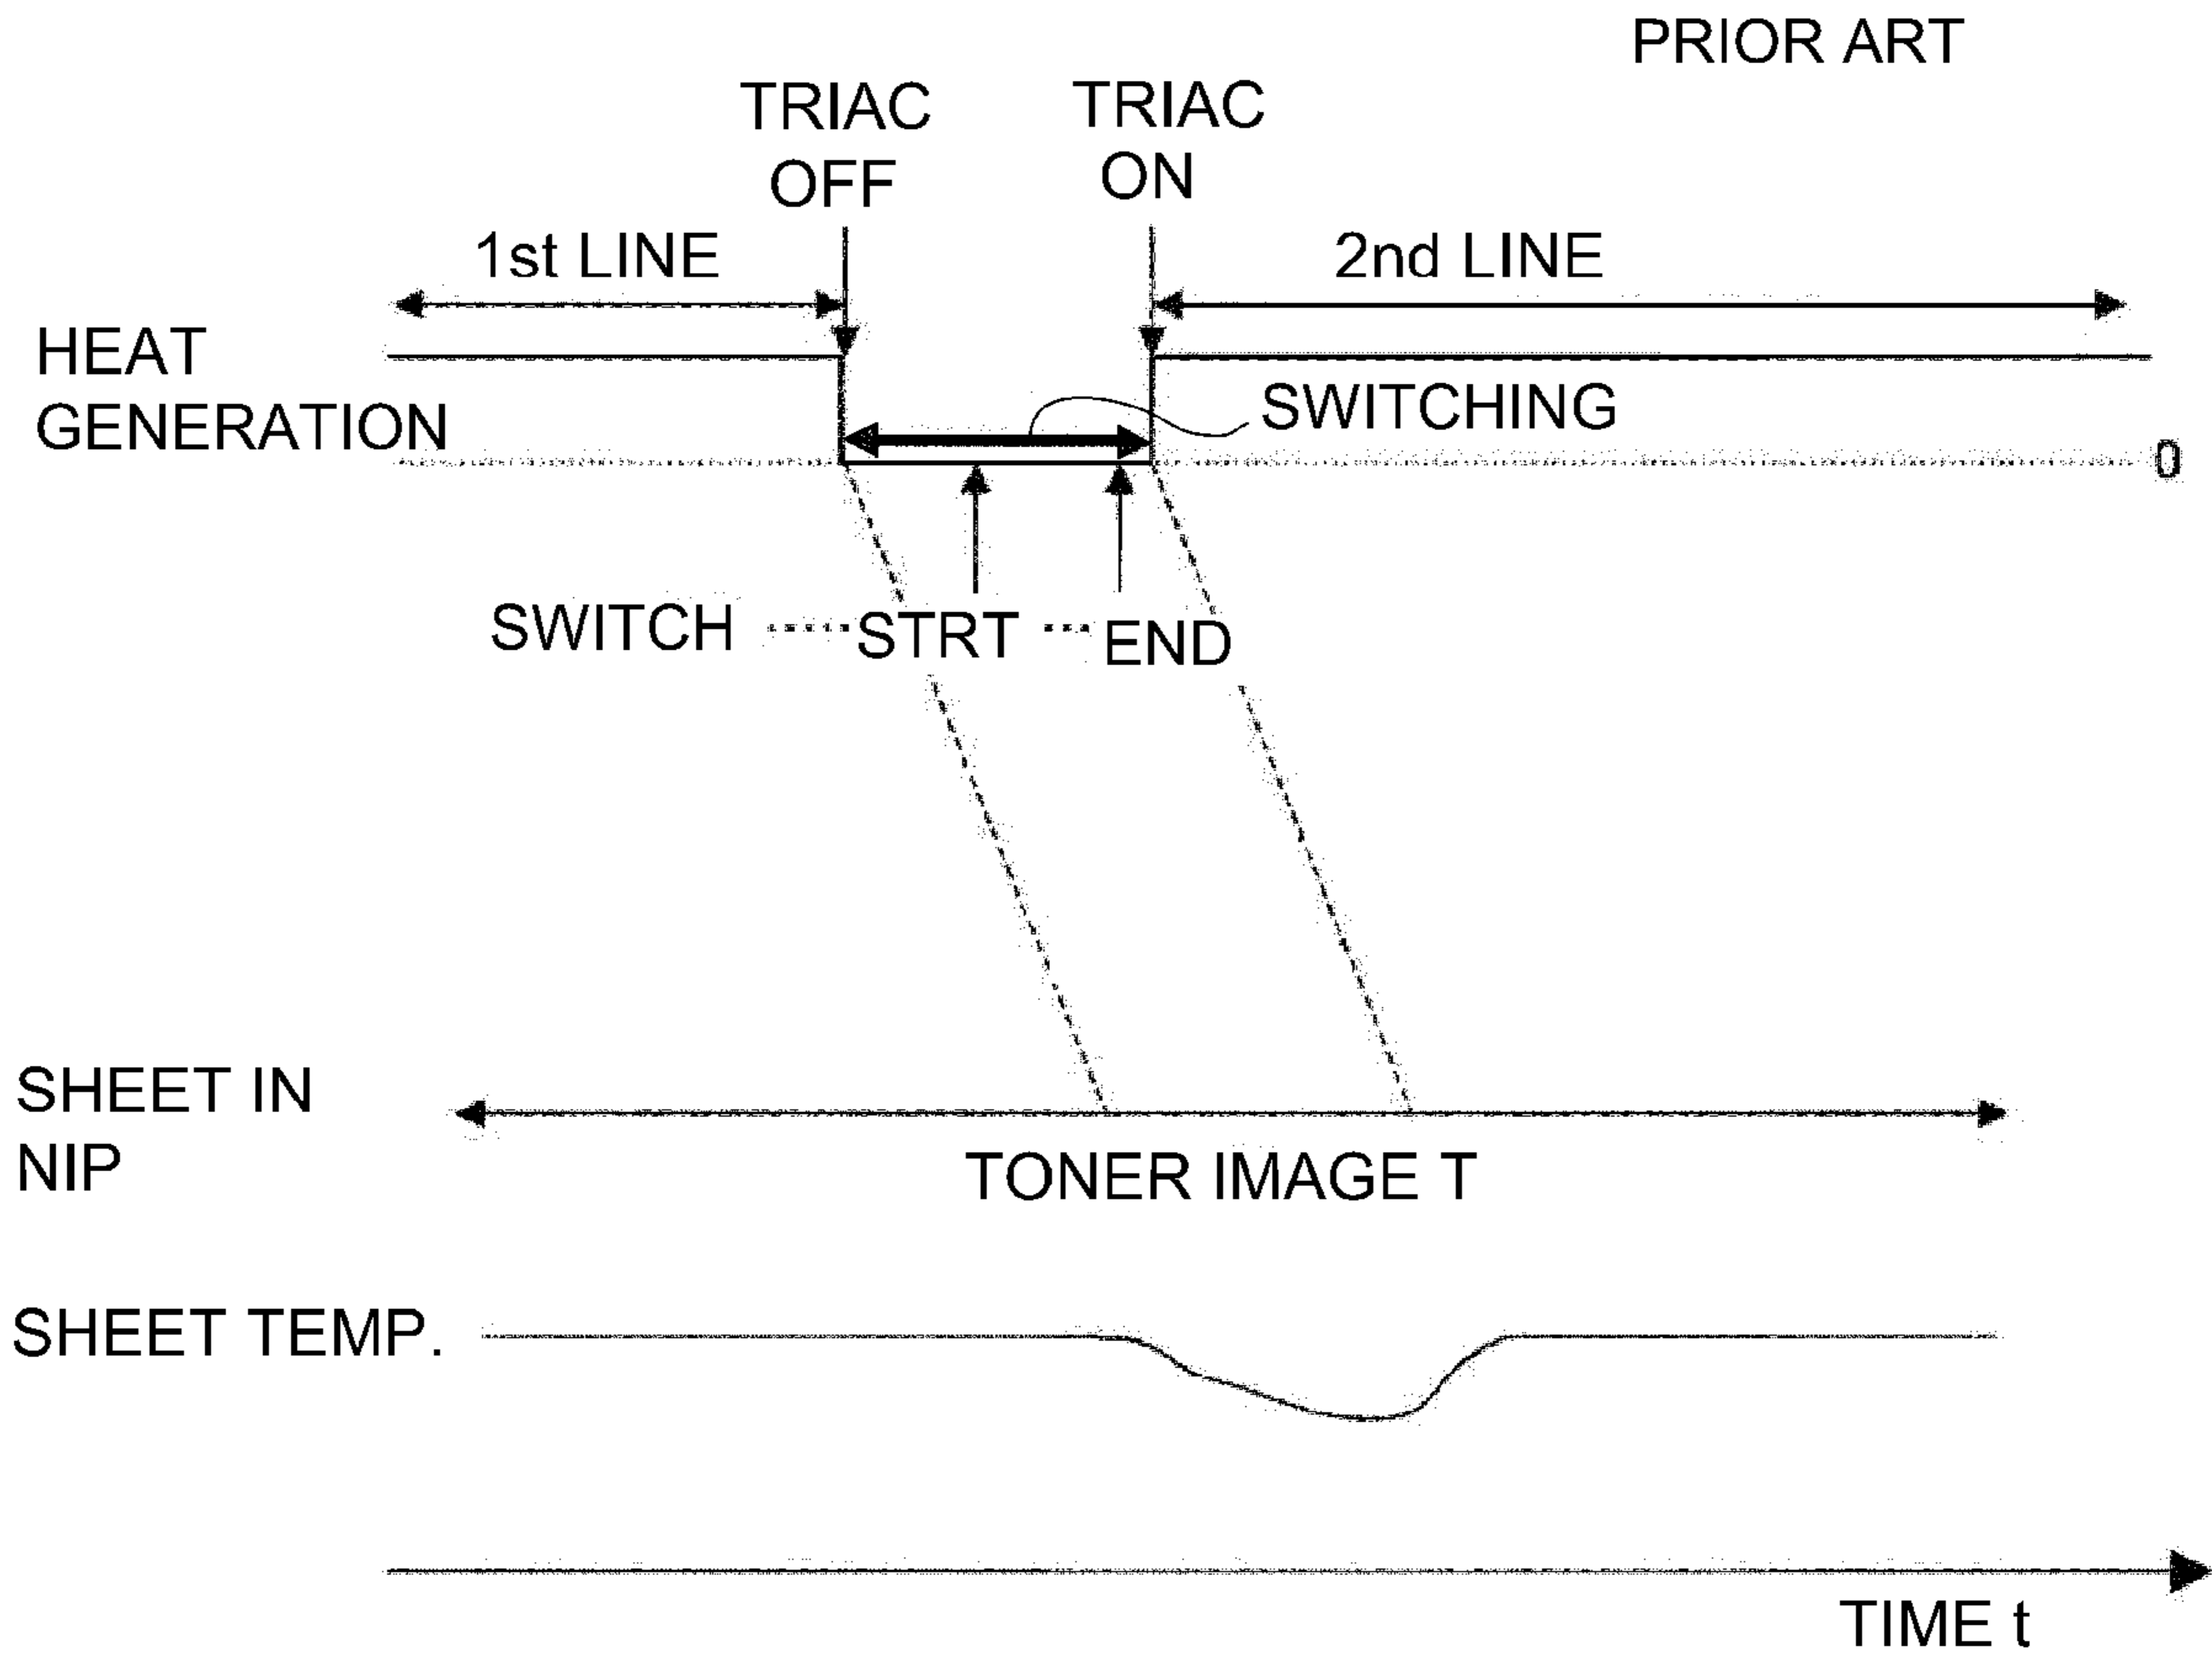 PRIOR ART
TRIAC
OFF
TRIAC
ON
1st LINE
2nd LINE
HEAT
GENERATION
SWITCHING
0
SWITCH
STRT
END
SHEET IN
NIP
TONER IMAGE T
SHEET TEMP.
TIME t